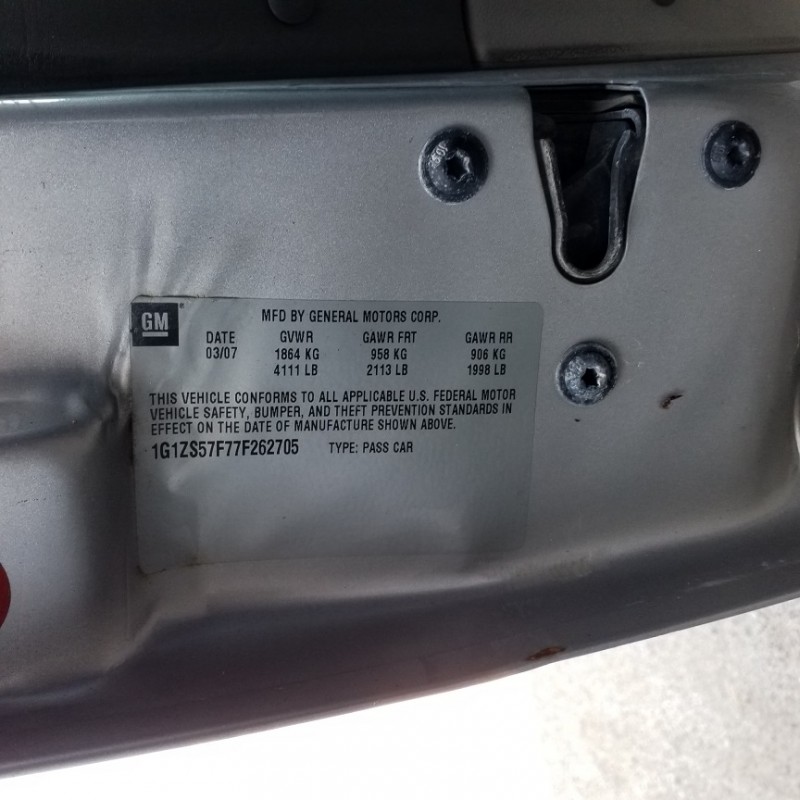 GM
MFD BY GENERAL MOTORS CORP.
DATE GVWR GAWR FRT GAWR RR
03/07 1864 KG 958 KG 906 KG
4111 LB 2113 LB 1998 LB
THIS VEHICLE CONFORMS TO ALL APPLICABLE U.S. FEDERAL MOTOR
VEHICLE SAFETY, BUMPER, AND THEFT PREVENTION STANDARDS IN
EFFECT ON THE DATE OF MANUFACTURE SHOWN ABOVE.
1G1ZS57F77F262705 TYPE: PASS CAR